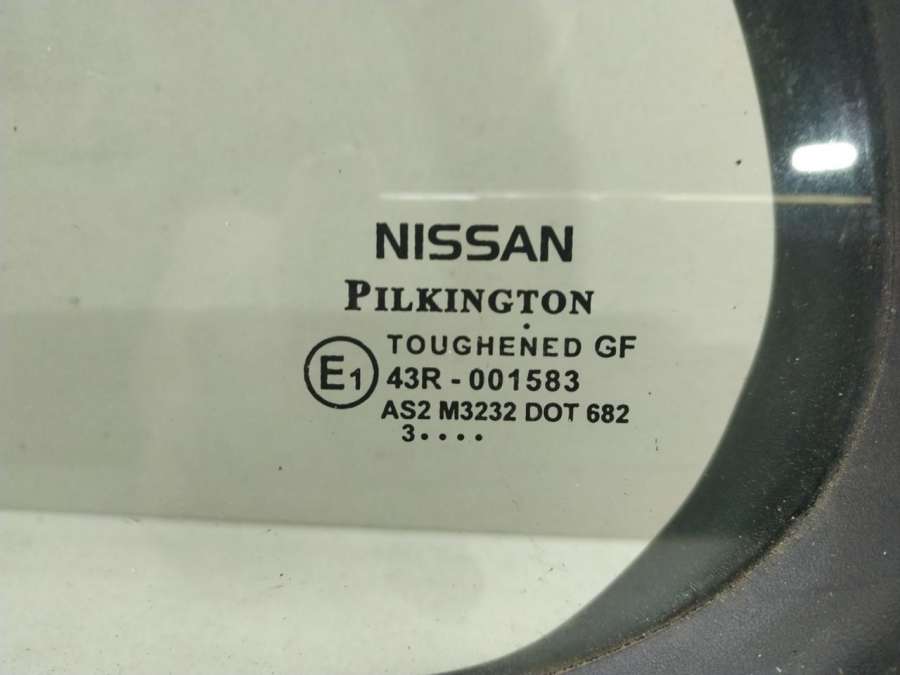 NISSAN
PILKINGTON
TOUGHENED GF
E1 43R - 001583
AS2 M3232 DOT 682
3••••